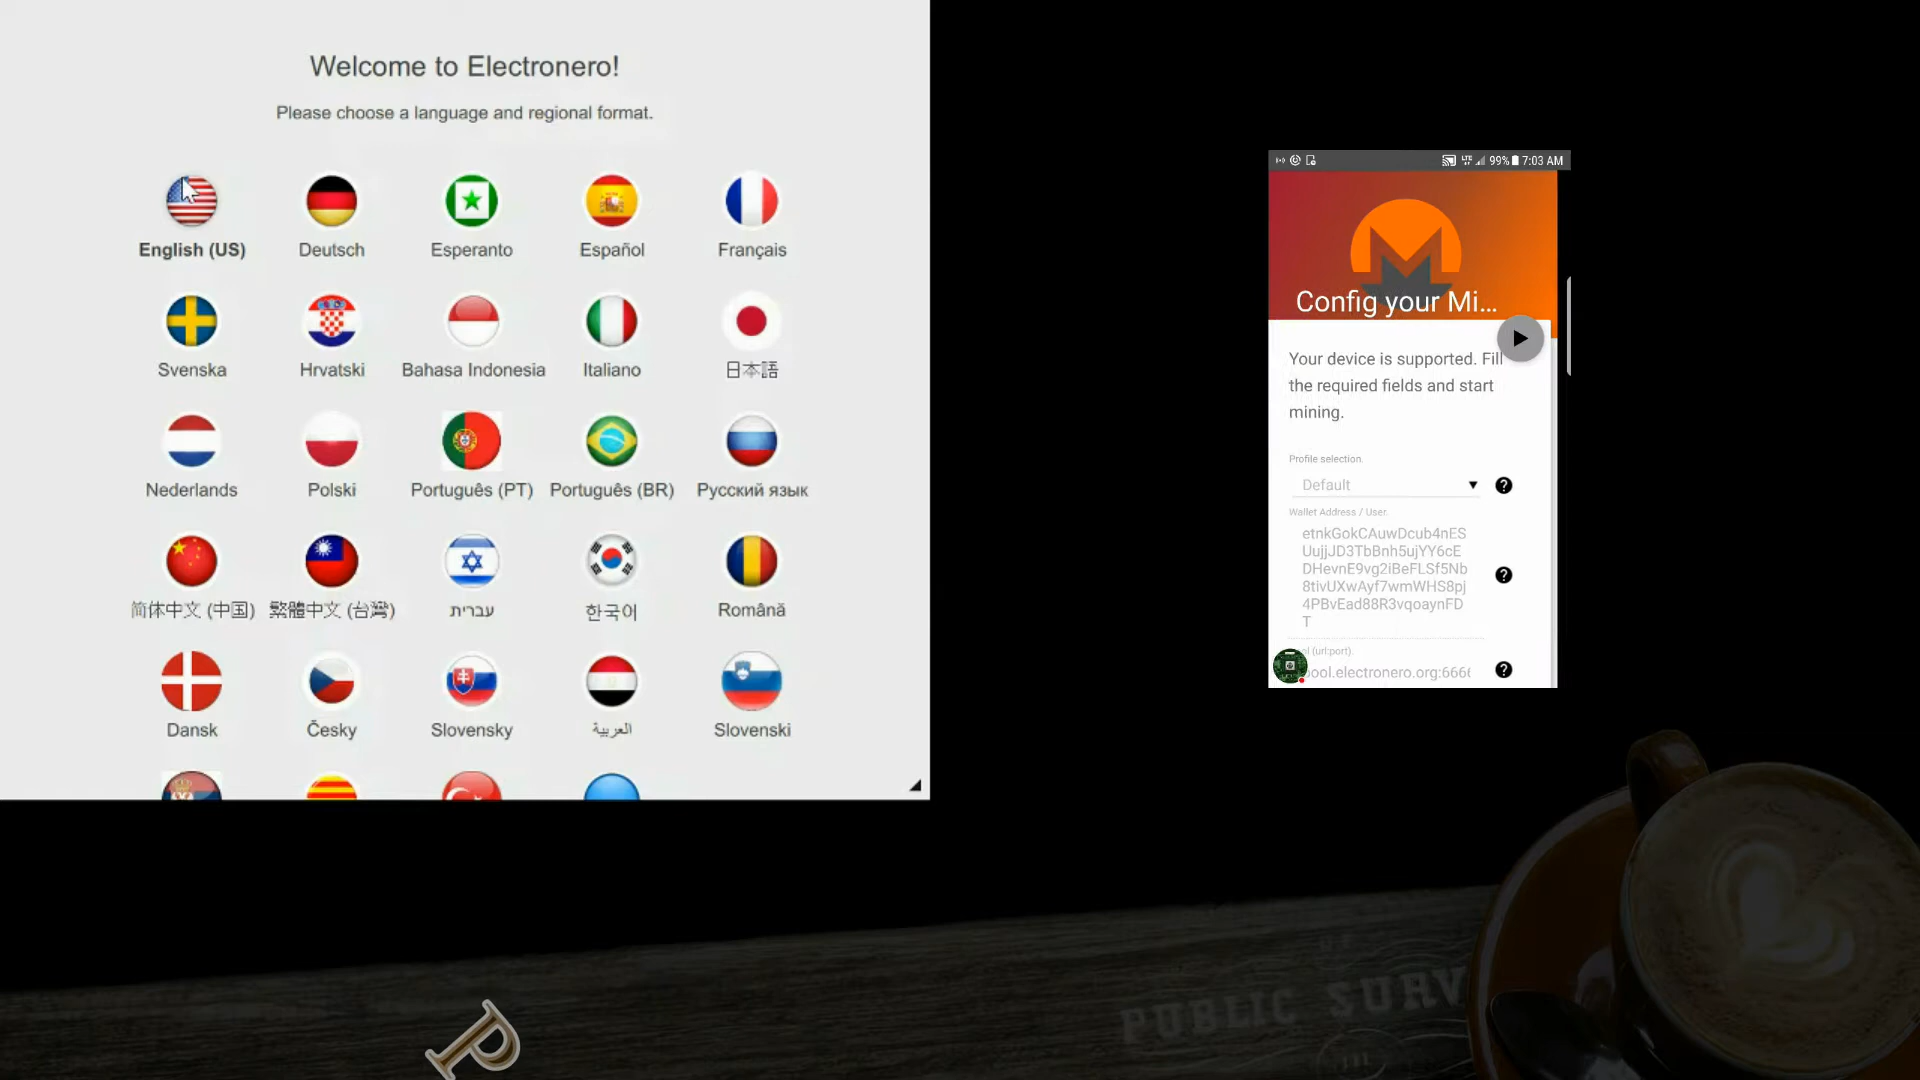 Welcome to Electronero!
Please choose a language and regional format.
English (US)
Deutsch
Esperanto
Español
Français
Svenska
Hrvatski
Bahasa Indonesia
Italiano
日本語
Nederlands
Polski
Português (PT)
Português (BR)
Русский язык
简体中文 (中国)
繁體中文 (台灣)
עברית
한국어
Română
Dansk
Česky
Slovensky
العربية
Slovenski
99% 7:03 AM
Config your Mi...
Your device is supported. Fill
the required fields and start
mining.
Profile selection.
Default
Wallet Address / User.
etnkGokCAuwDcub4nES
UujjJD3TbBnh5ujYY6cE
DHevnE9vg2iBeFLSf5Nb
8tivUXwAyf7wmWHS8pj
4PBvEad88R3vqoaynFD
T
(url:port).
pool.electronero.org:666
PUBLIC SURV
P